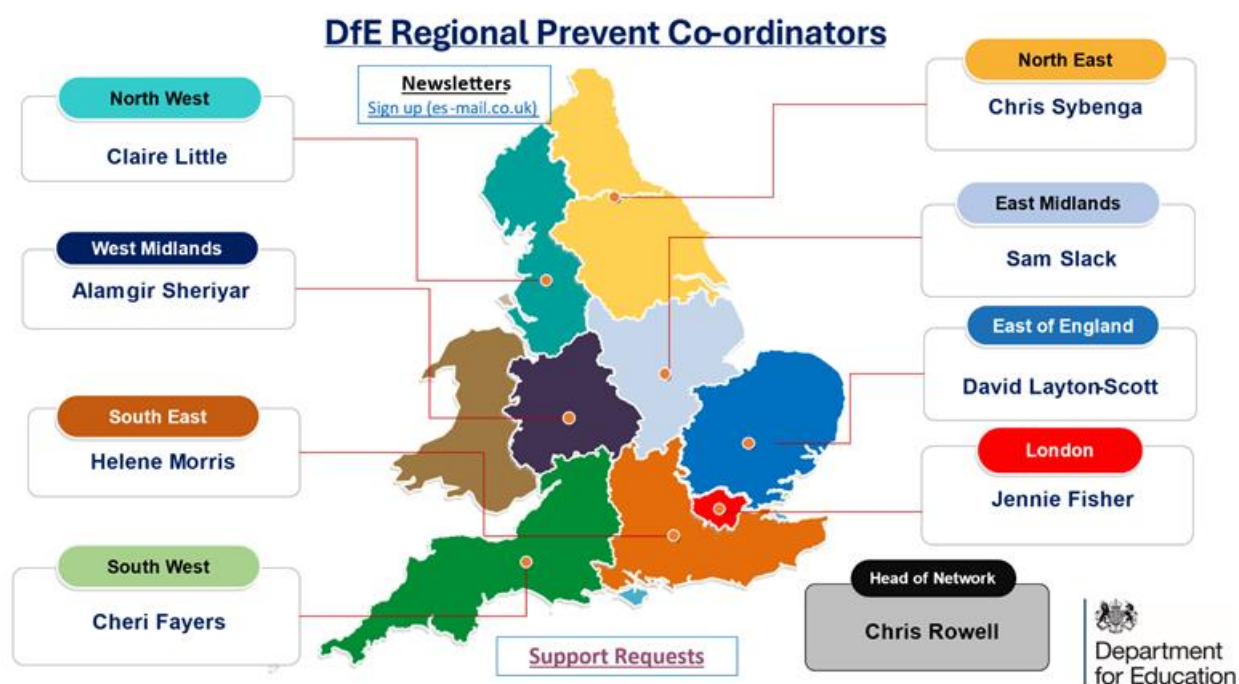 DfE Regional Prevent Co-ordinators
Newsletters
Sign up (es-mail.co.uk)
North West
Claire Little
West Midlands
Alamgir Sheriyar
South East
Helene Morris
South West
Cheri Fayers
North East
Chris Sybenga
East Midlands
Sam Slack
East of England
David Layton-Scott
London
Jennie Fisher
Head of Network
Chris Rowell
Support Requests
Department
for Education